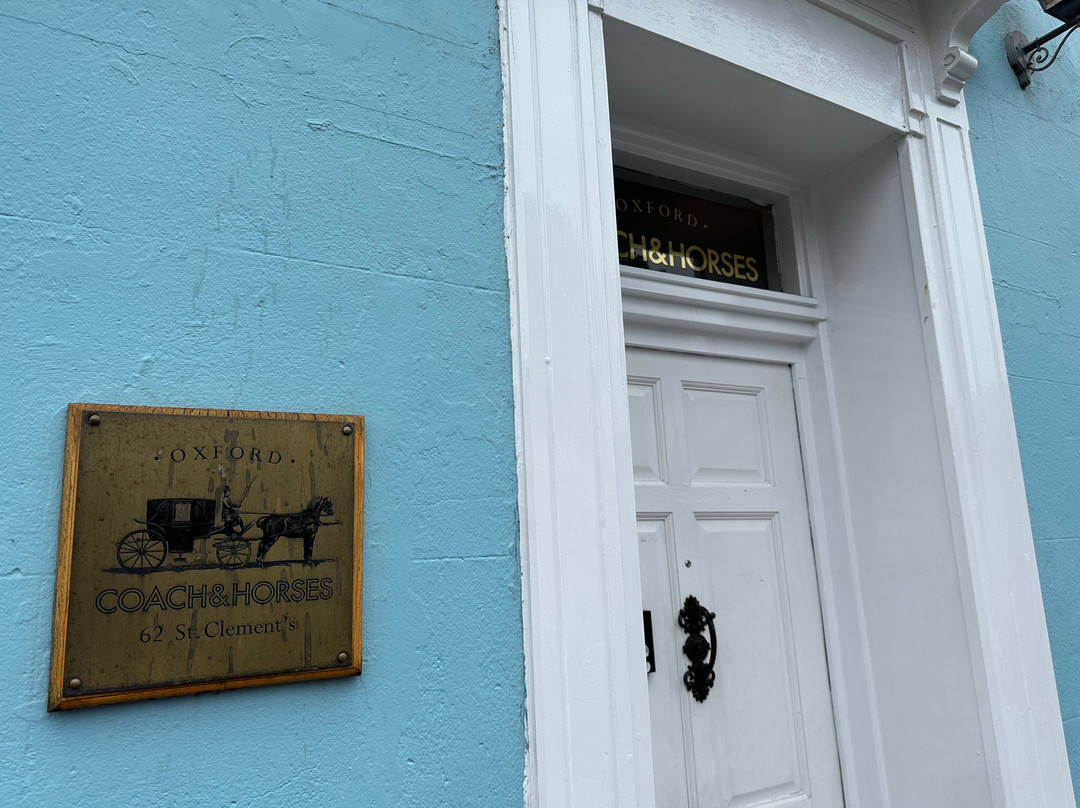 · OXFORD ·
COACH&HORSES
62 St. Clement's
OXFORD ·
CH&HORSES